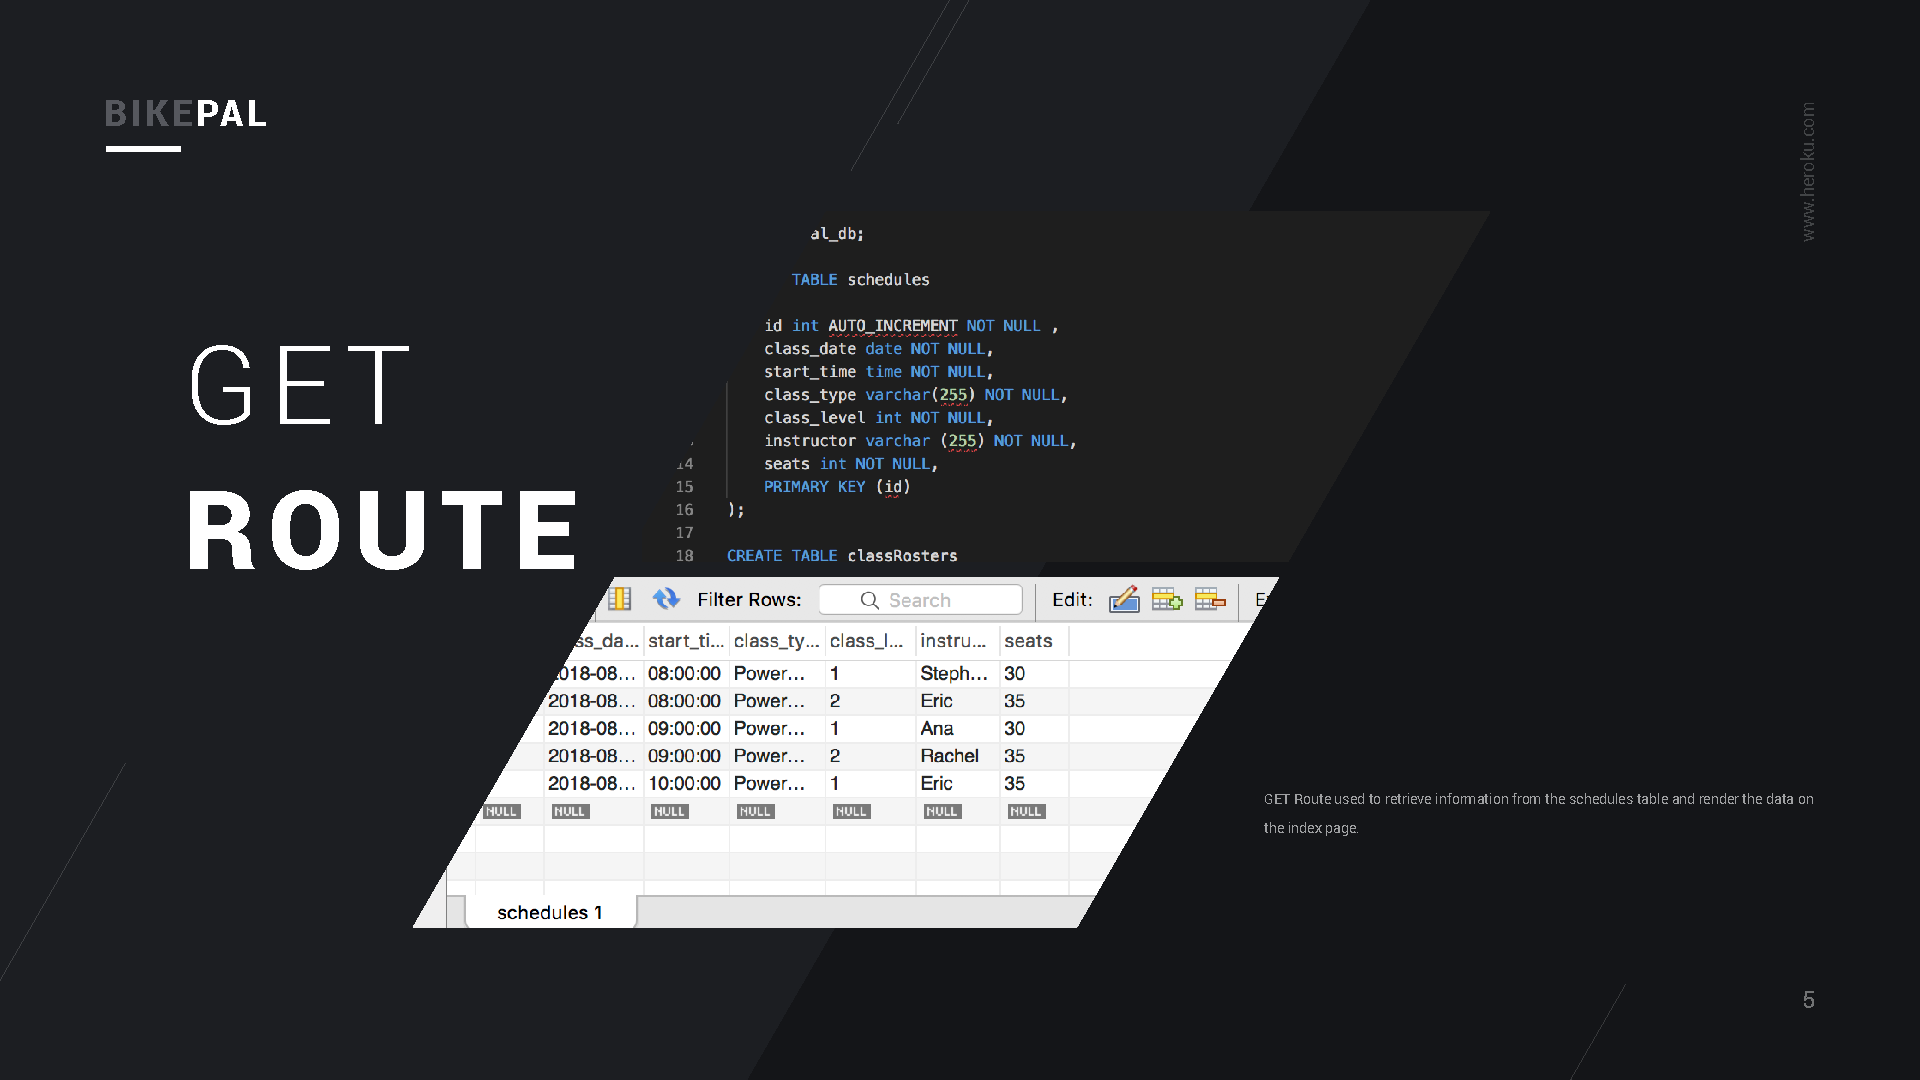 BIKEPAL
www.heroku.com
GET
ROUTE
al_db;
TABLE schedules
id int AUTO_INCREMENT NOT NULL ,
class_date date NOT NULL,
start_time time NOT NULL,
class_type varchar(255) NOT NULL,
class_level int NOT NULL,
instructor varchar (255) NOT NULL,
14 seats int NOT NULL,
15 PRIMARY KEY (id)
16 );
17
18 CREATE TABLE classRosters
Filter Rows: Search Edit:
ss_da... start_ti... class_ty... class_l... instru... seats
018-08... 08:00:00 Power... 1 Steph... 30
2018-08... 08:00:00 Power... 2 Eric 35
2018-08... 09:00:00 Power... 1 Ana 30
2018-08... 09:00:00 Power... 2 Rachel 35
2018-08... 10:00:00 Power... 1 Eric 35
NULL NULL NULL NULL NULL NULL NULL
schedules 1
GET Route used to retrieve information from the schedules table and render the data on
the index page.
5